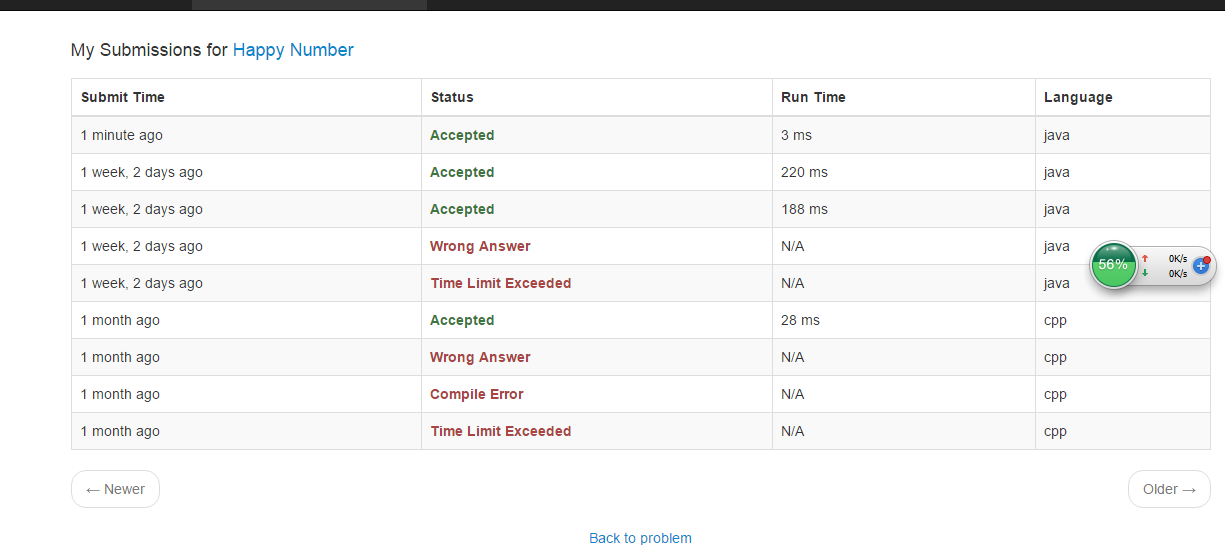 My Submissions for Happy Number
Submit Time Status Run Time Language
1 minute ago Accepted 3 ms java
1 week, 2 days ago Accepted 220 ms java
1 week, 2 days ago Accepted 188 ms java
1 week, 2 days ago Wrong Answer N/A java
56% ↑ 0K/s
↓ 0K/s +
1 week, 2 days ago Time Limit Exceeded N/A java
1 month ago Accepted 28 ms cpp
1 month ago Wrong Answer N/A cpp
1 month ago Compile Error N/A cpp
1 month ago Time Limit Exceeded N/A cpp
← Newer Older →
Back to problem